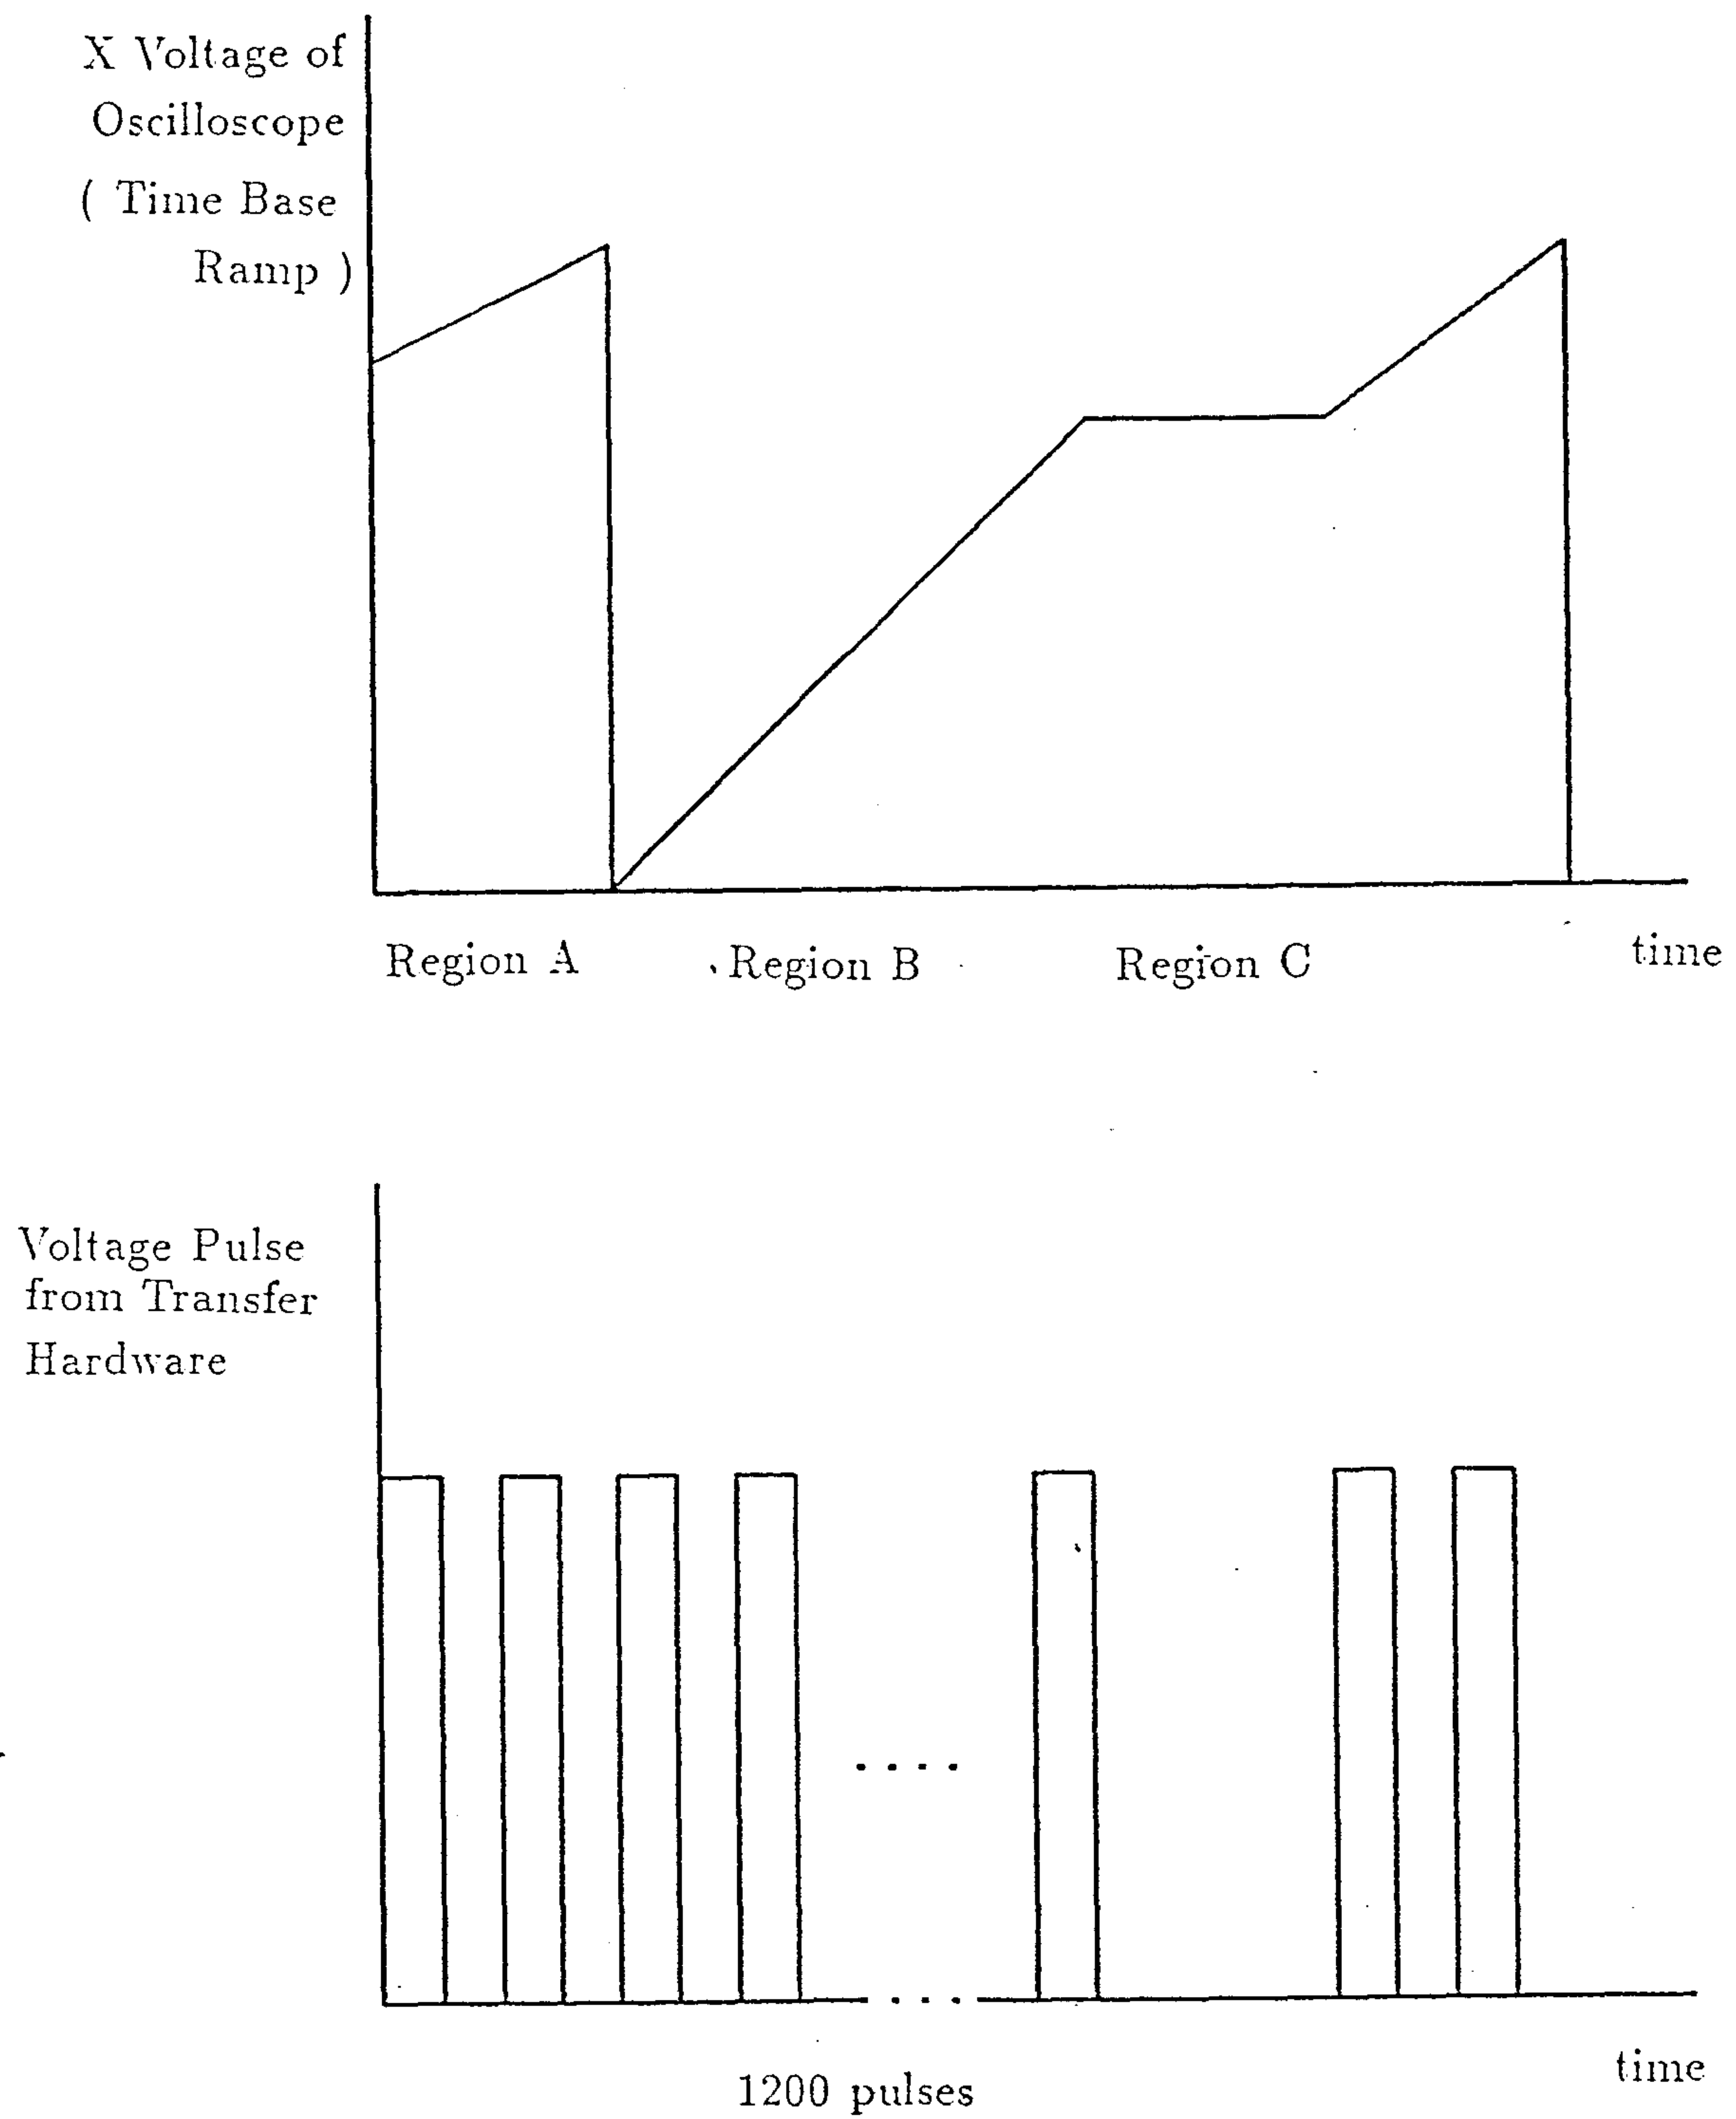 X Voltage of
Oscilloscope
( Time Base
Ramp )
Region A
Region B
Region C
time
Voltage Pulse
from Transfer
Hardware
. . . .
. . .
time
1200 pulses